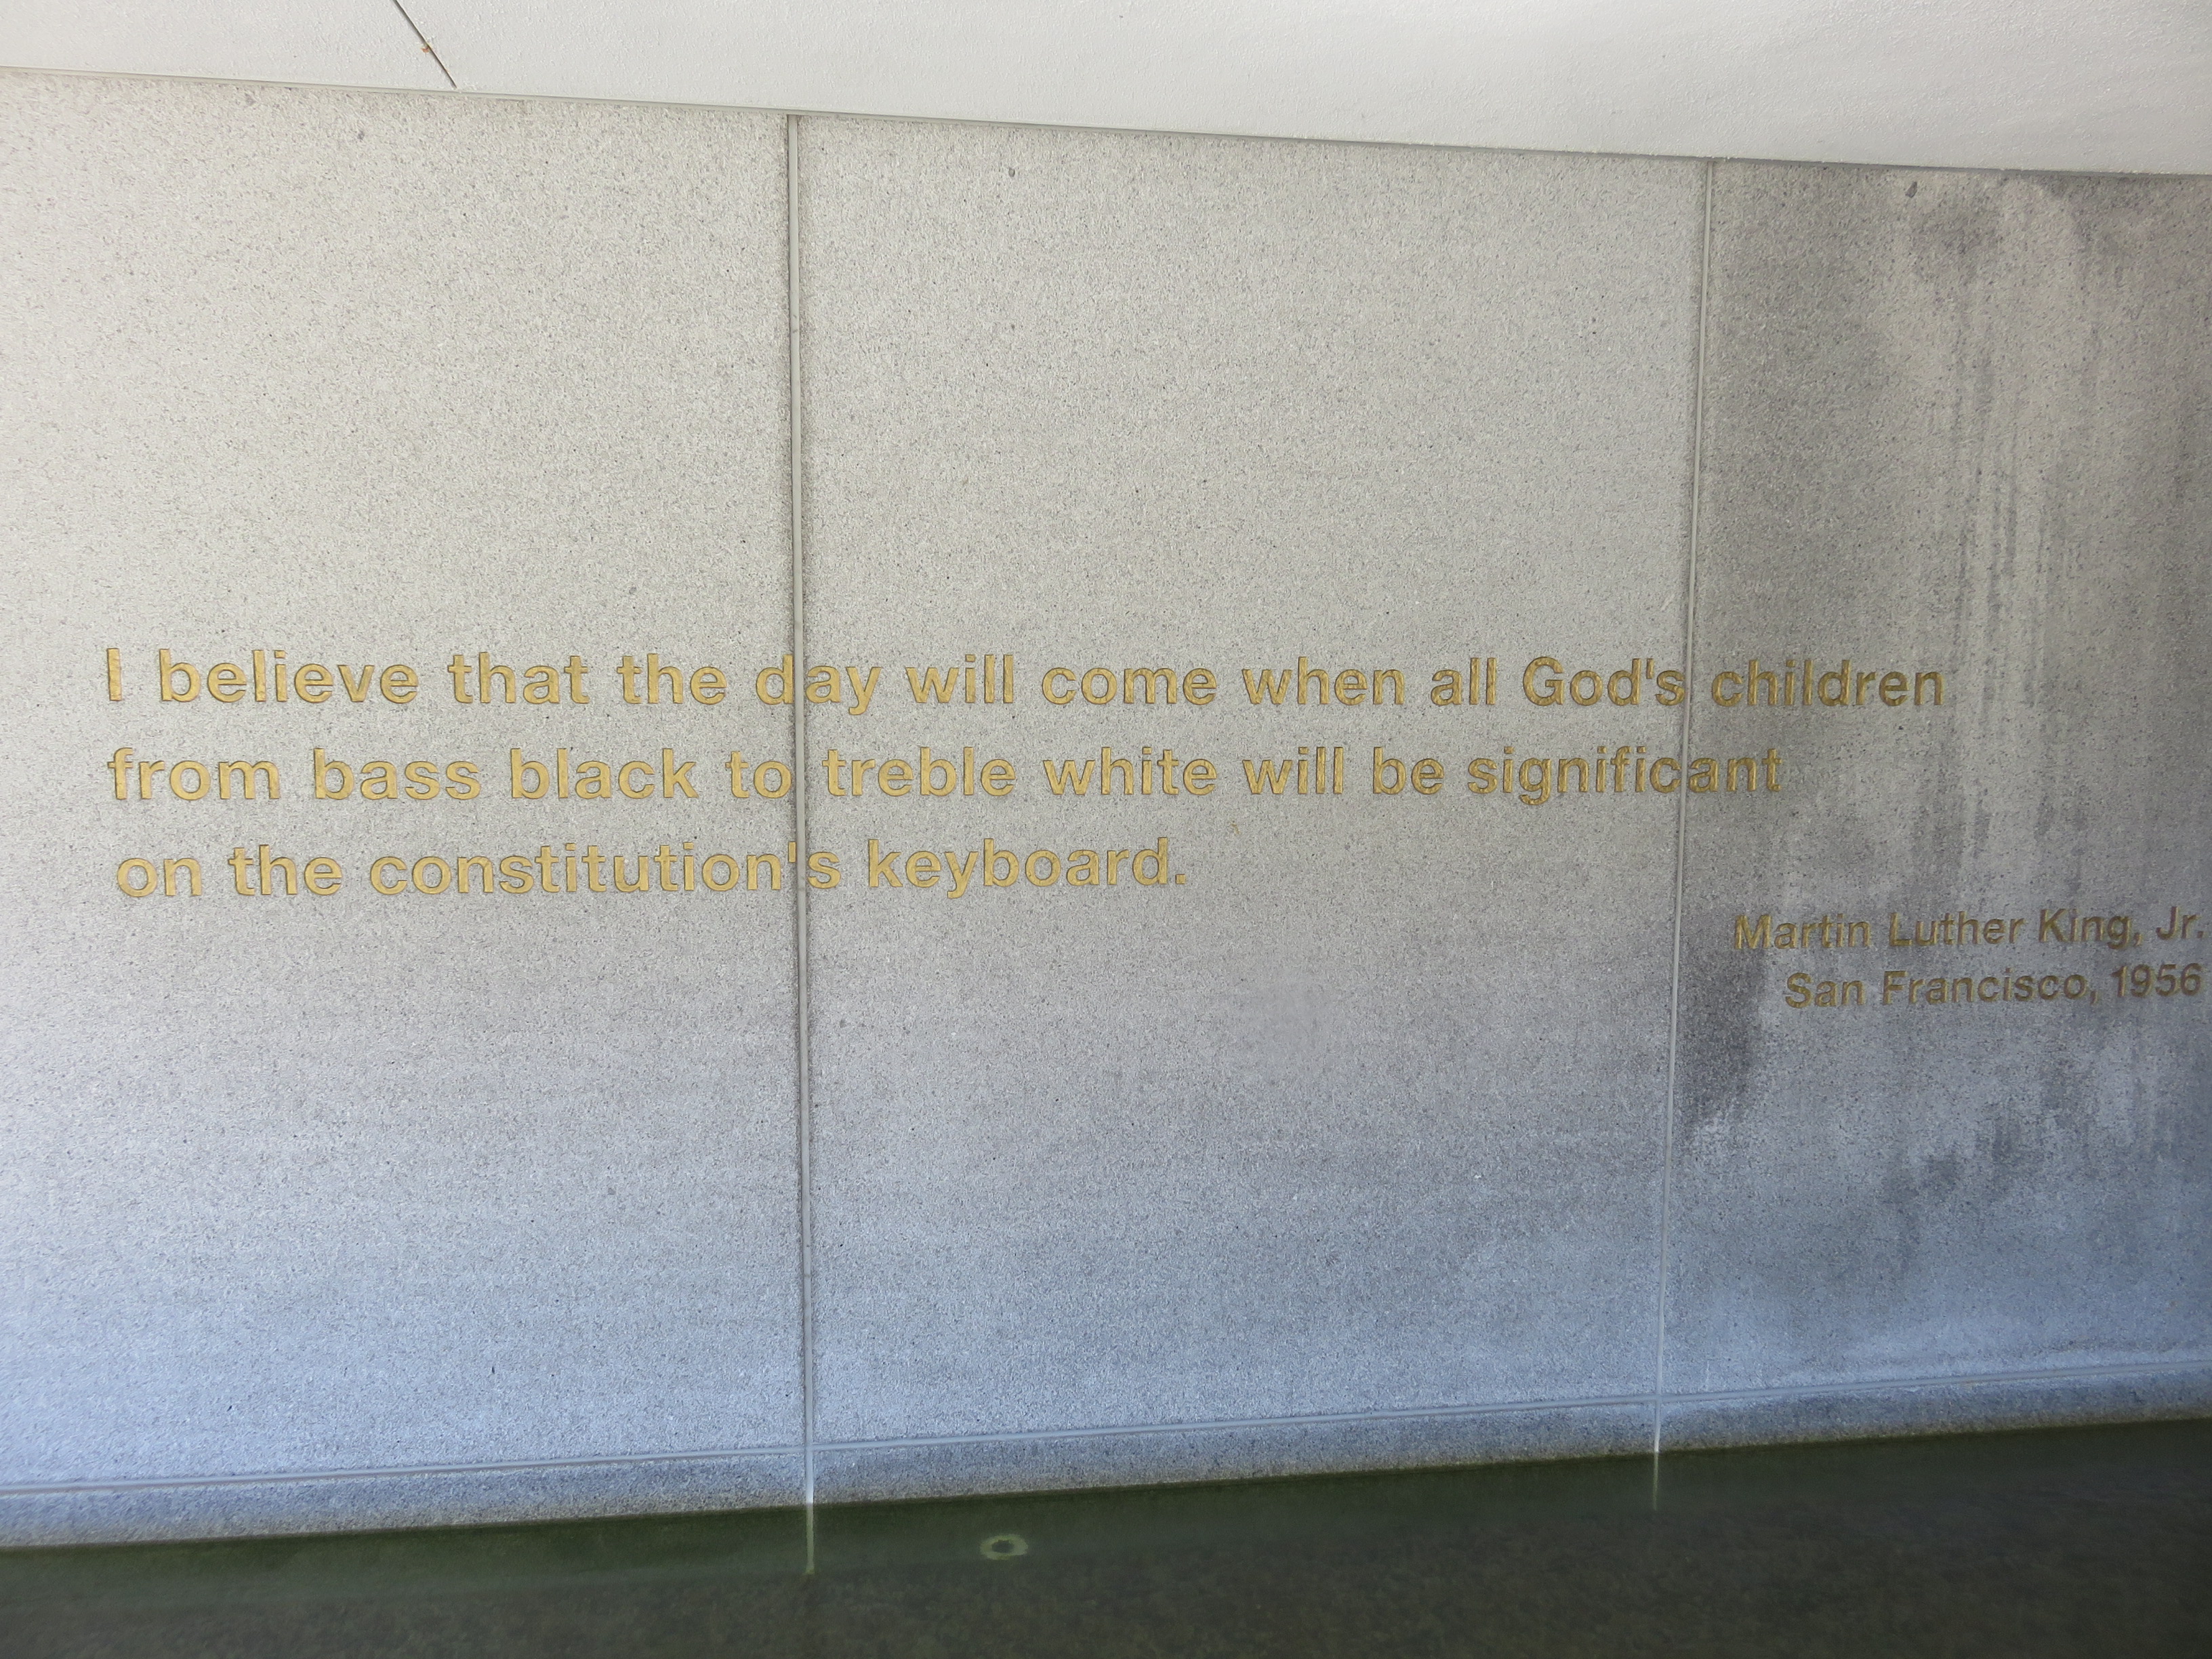 I believe that the day will come when all God's children
from bass black to treble white will be significant
on the constitution's keyboard.
Martin Luther King, Jr.
San Francisco, 1956